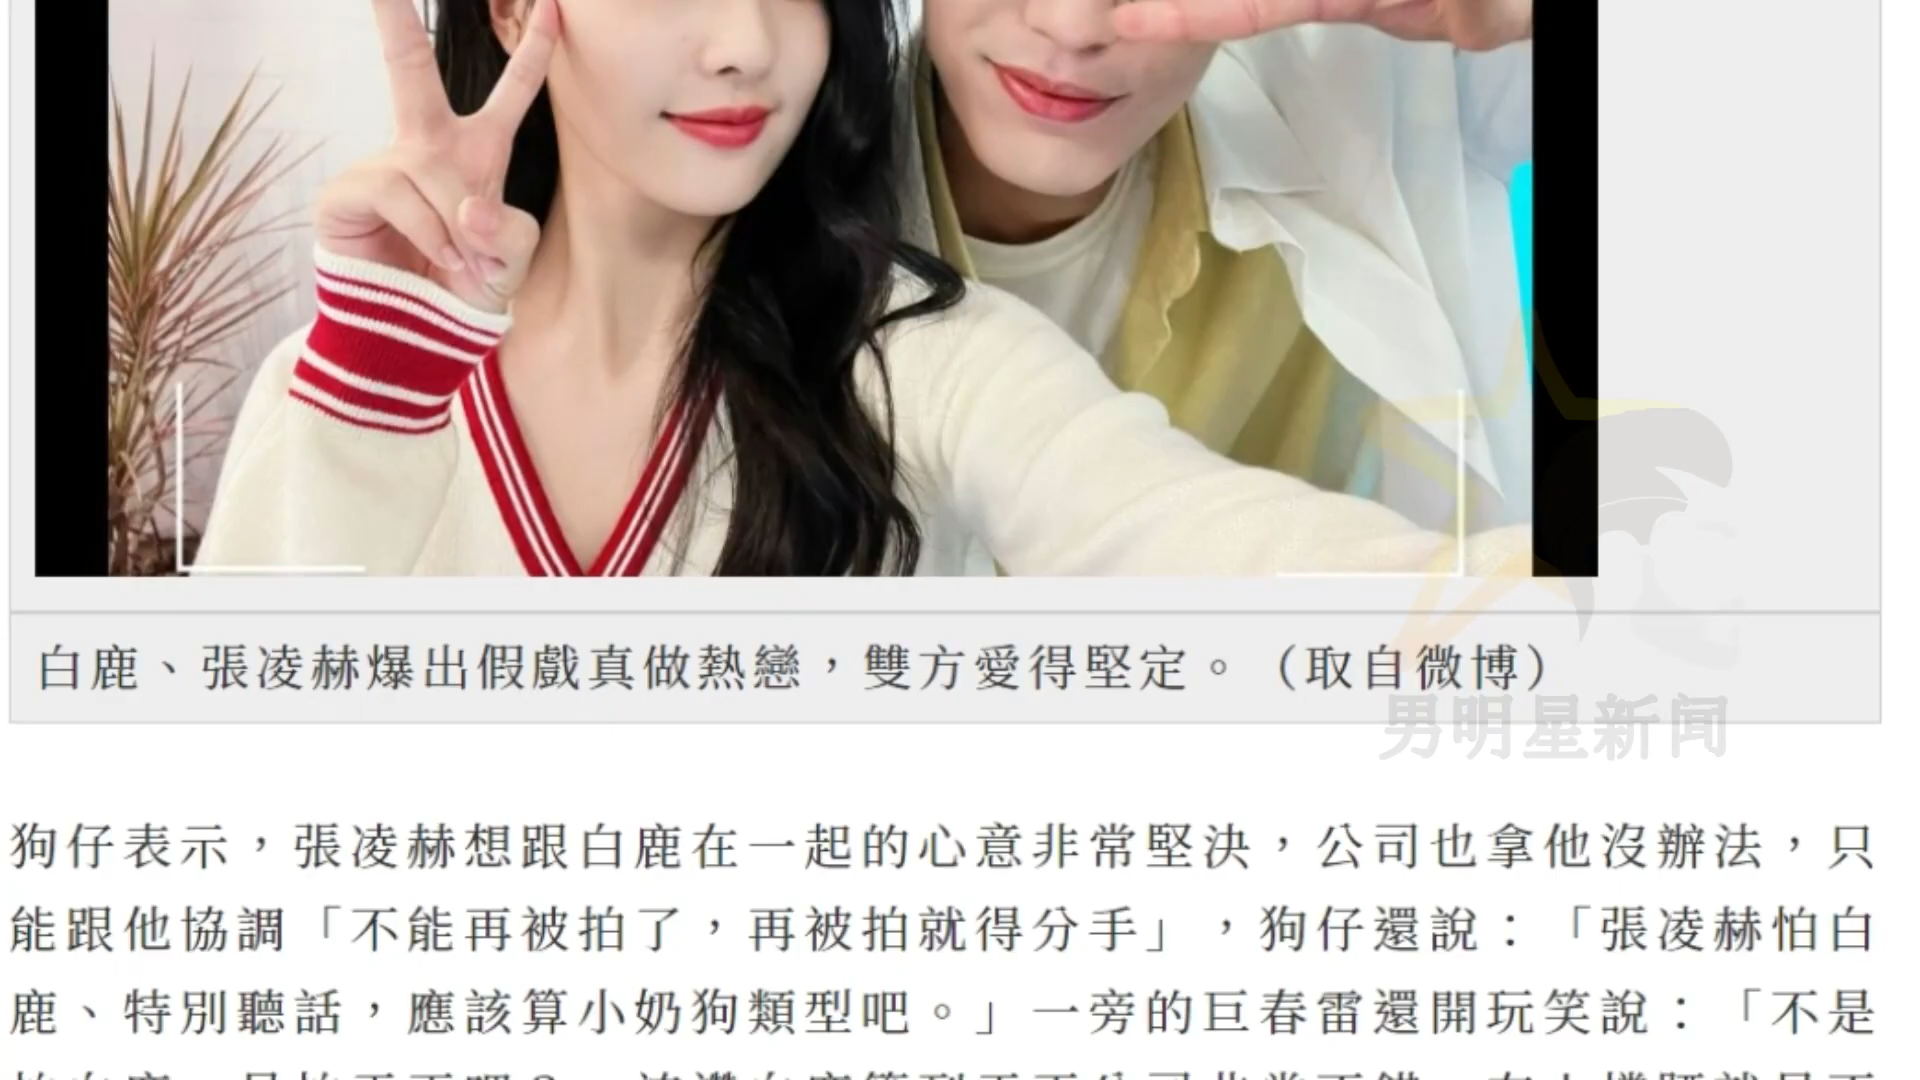 白鹿、張凌赫爆出假戲真做熱戀，雙方愛得堅定。（取自微博）
男明星新闻
狗仔表示，張凌赫想跟白鹿在一起的心意非常堅決，公司也拿他沒辦法，只
能跟他協調「不能再被拍了，再被拍就得分手」，狗仔還說：「張凌赫怕白
鹿、特別聽話，應該算小奶狗類型吧。」一旁的巨春雷還開玩笑說：「不是